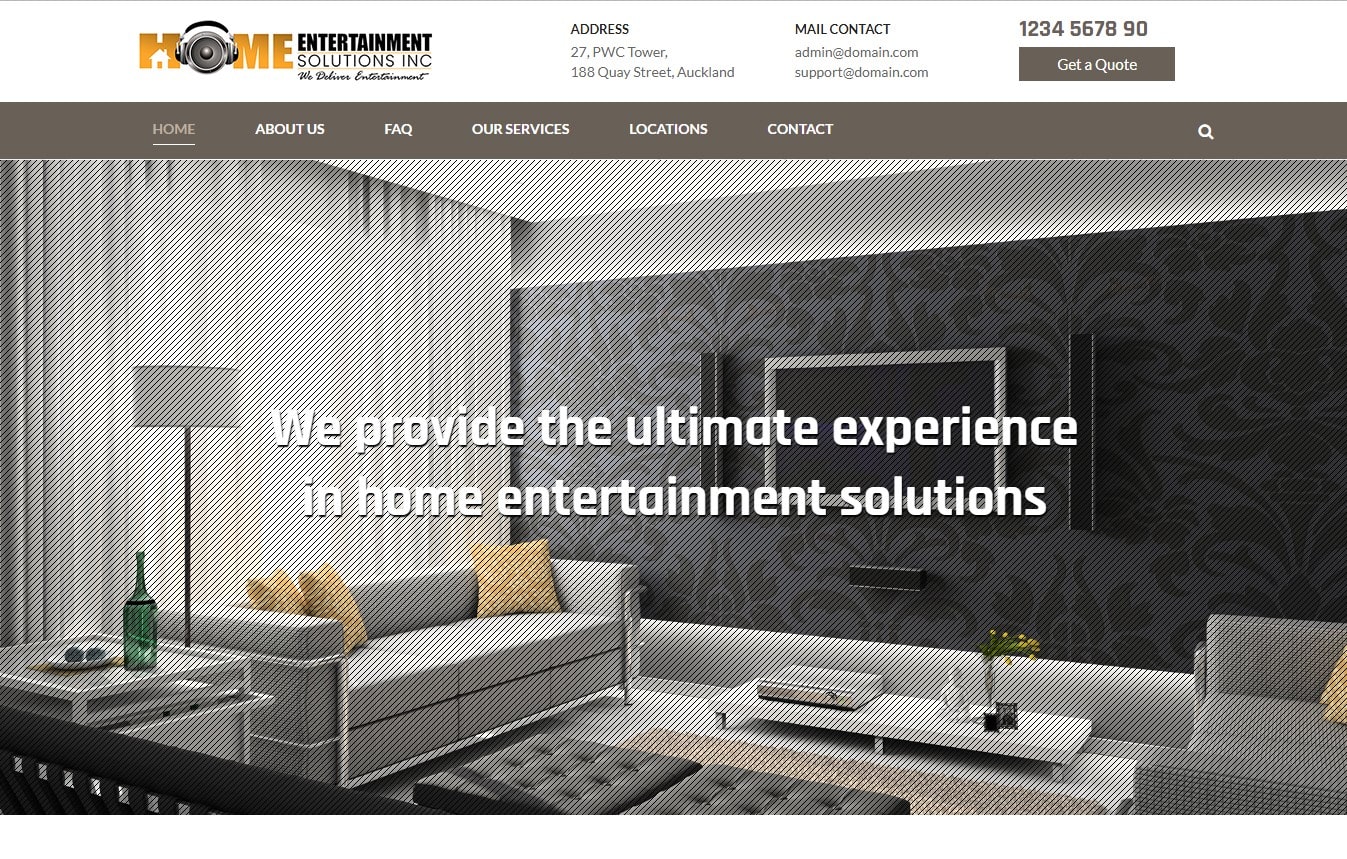 HOME ENTERTAINMENT
SOLUTIONS INC
We Deliver Entertainment
ADDRESS
27, PWC Tower,
188 Quay Street, Auckland
MAIL CONTACT
admin@domain.com
support@domain.com
1234 5678 90
Get a Quote
HOME
ABOUT US
FAQ
OUR SERVICES
LOCATIONS
CONTACT
We provide the ultimate experience
in home entertainment solutions